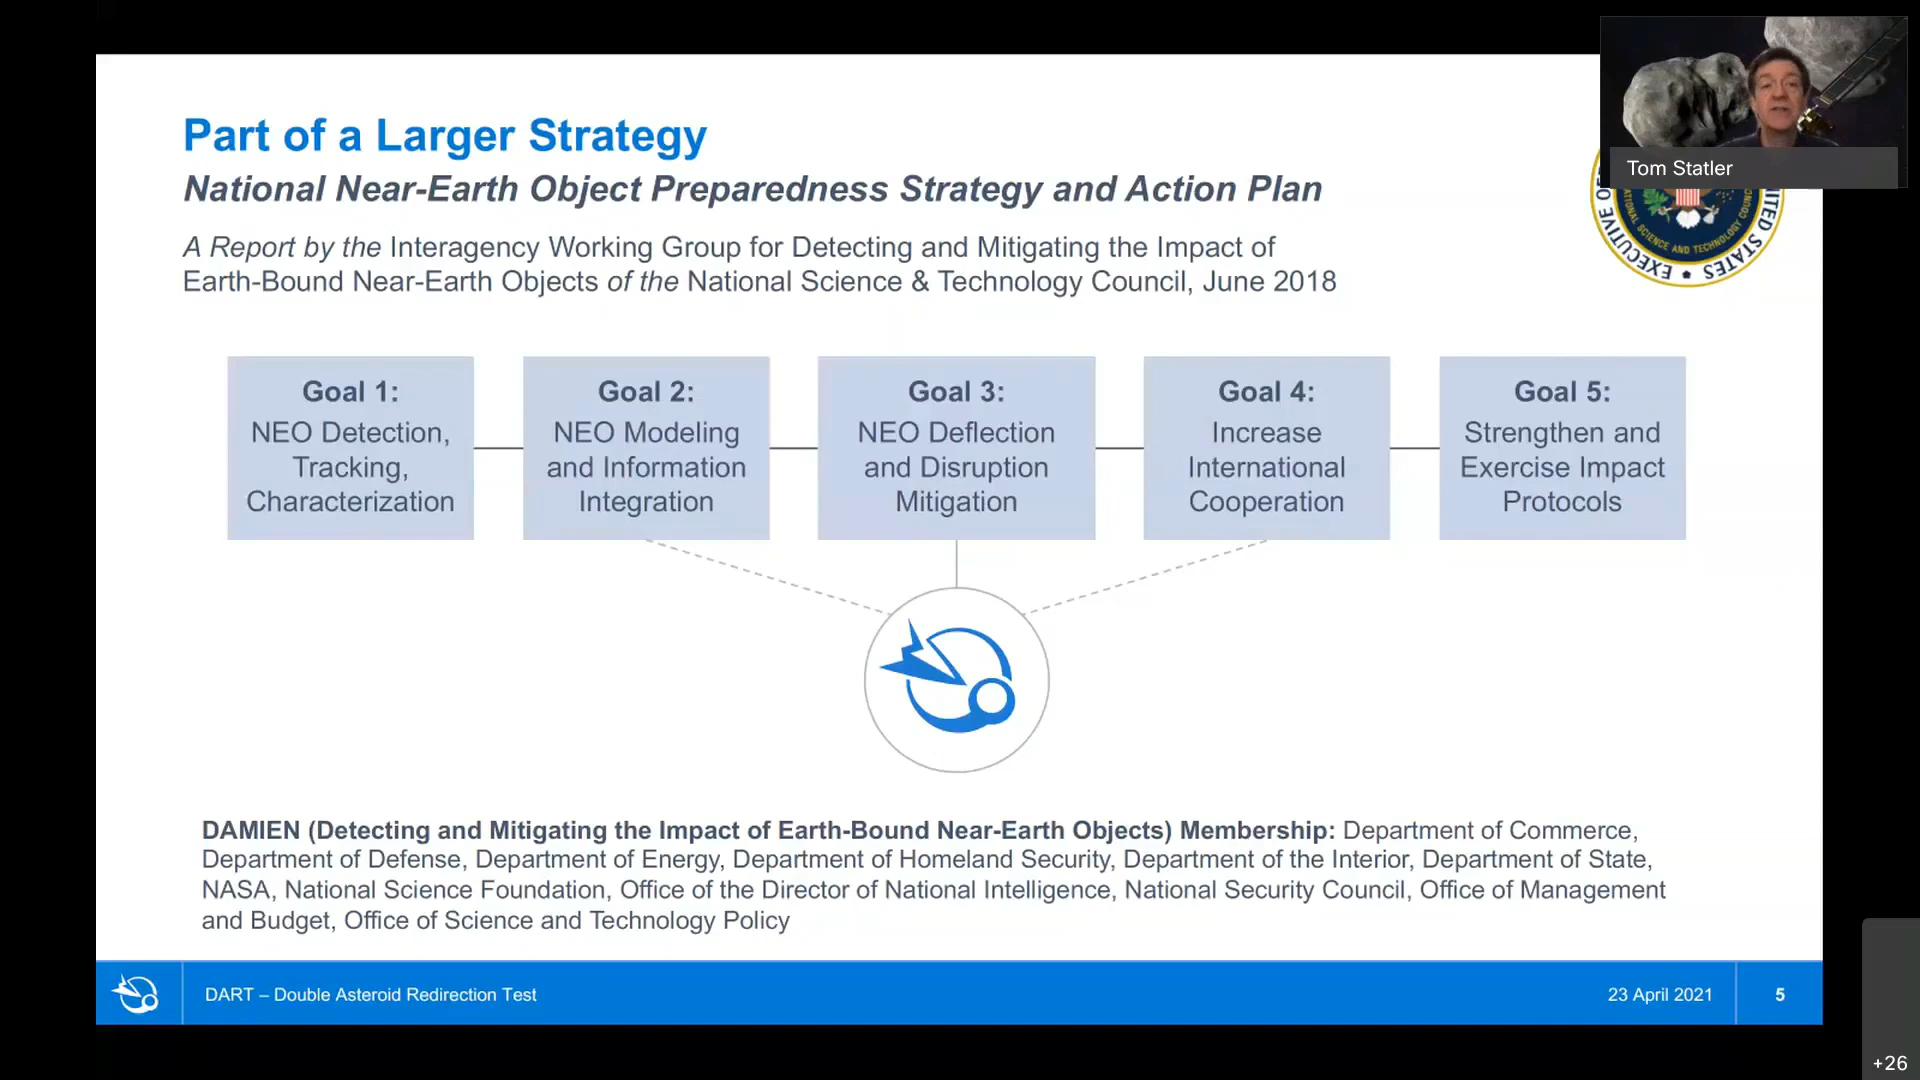 Part of a Larger Strategy
National Near-Earth Object Preparedness Strategy and Action Plan
A Report by the Interagency Working Group for Detecting and Mitigating the Impact of
Earth-Bound Near-Earth Objects of the National Science & Technology Council, June 2018
Tom Statler
EXECUTIVE
UNITED STATES
SCIENCE AND TECHNOLOGY
Goal 1:
NEO Detection,
Tracking,
Characterization
Goal 2:
NEO Modeling
and Information
Integration
Goal 3:
NEO Deflection
and Disruption
Mitigation
Goal 4:
Increase
International
Cooperation
Goal 5:
Strengthen and
Exercise Impact
Protocols
DAMIEN (Detecting and Mitigating the Impact of Earth-Bound Near-Earth Objects) Membership: Department of Commerce,
Department of Defense, Department of Energy, Department of Homeland Security, Department of the Interior, Department of State,
NASA, National Science Foundation, Office of the Director of National Intelligence, National Security Council, Office of Management
and Budget, Office of Science and Technology Policy
DART – Double Asteroid Redirection Test
23 April 2021
5
+26